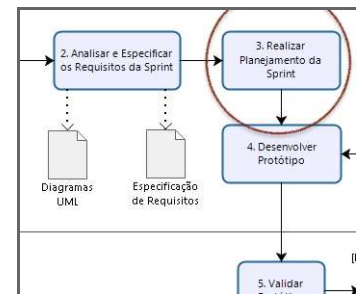 2. Analisar e Especificar
os Requisitos da Sprint
3. Realizar
Planejamento da
Sprint
4. Desenvolver
Protótipo
Diagramas
UML
Especificação
de Requisitos
5. Validar